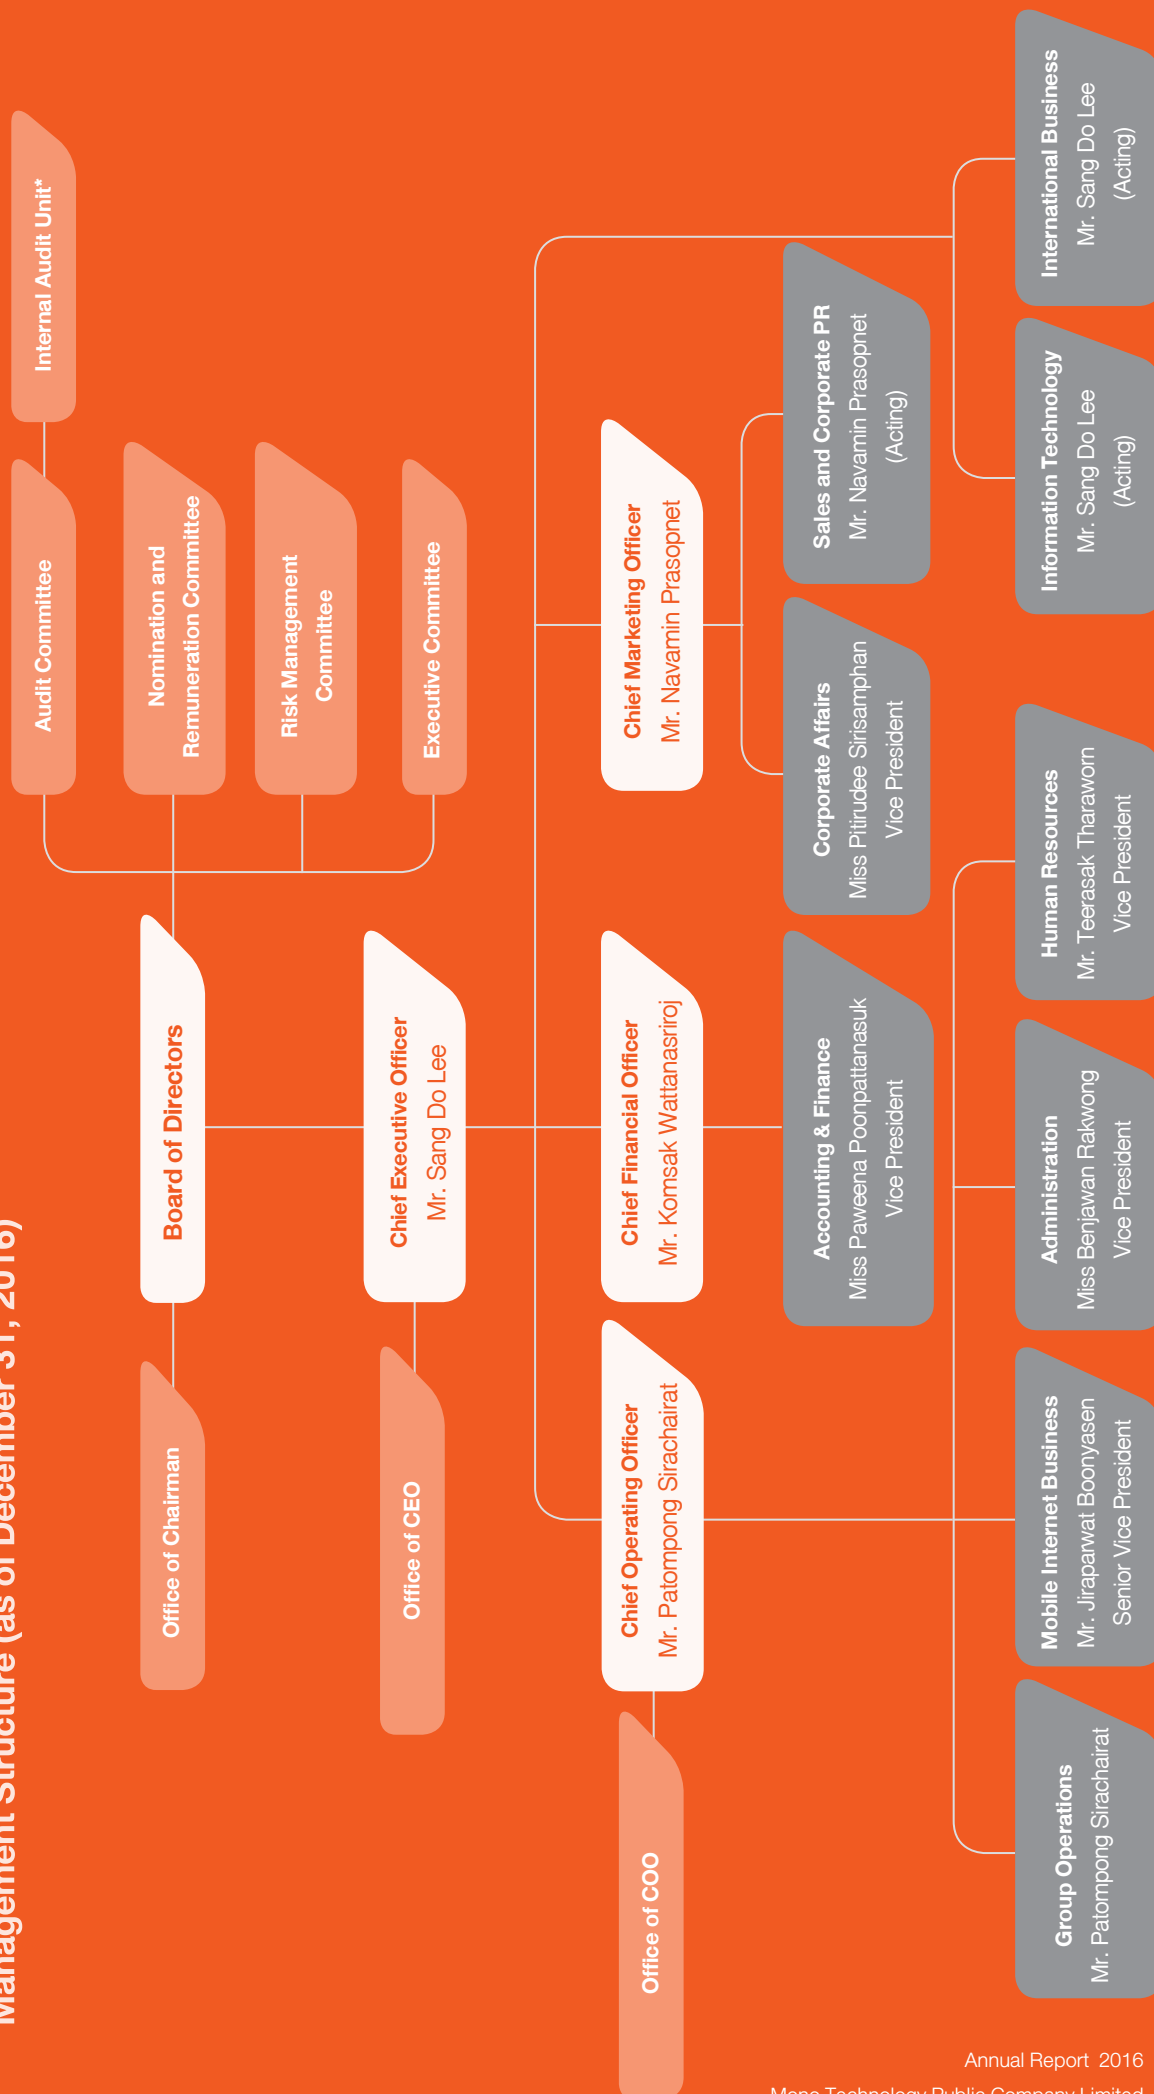 Management Structure (as of December 31, 2016)
Internal Audit Unit*
Audit Committee
Nomination and
Remuneration Committee
Risk Management
Committee
Executive Committee
Board of Directors
Office of Chairman
Chief Executive Officer
Mr. Sang Do Lee
Office of CEO
Chief Operating Officer
Mr. Patompong Sirachairat
Office of COO
Chief Financial Officer
Mr. Komsak Wattanasriroj
Chief Marketing Officer
Mr. Navamin Prasopnet
Accounting & Finance
Miss Paweena Poonpattanasuk
Vice President
Corporate Affairs
Miss Pitirudee Sirisamphan
Vice President
Sales and Corporate PR
Mr. Navamin Prasopnet
(Acting)
Group Operations
Mr. Patompong Sirachairat
Mobile Internet Business
Mr. Jiraparwat Boonyasen
Senior Vice President
Administration
Miss Benjawan Rakwong
Vice President
Human Resources
Mr. Teerasak Tharaworn
Vice President
Information Technology
Mr. Sang Do Lee
(Acting)
International Business
Mr. Sang Do Lee
(Acting)
Annual Report 2016
Mono Technology Public Company Limited